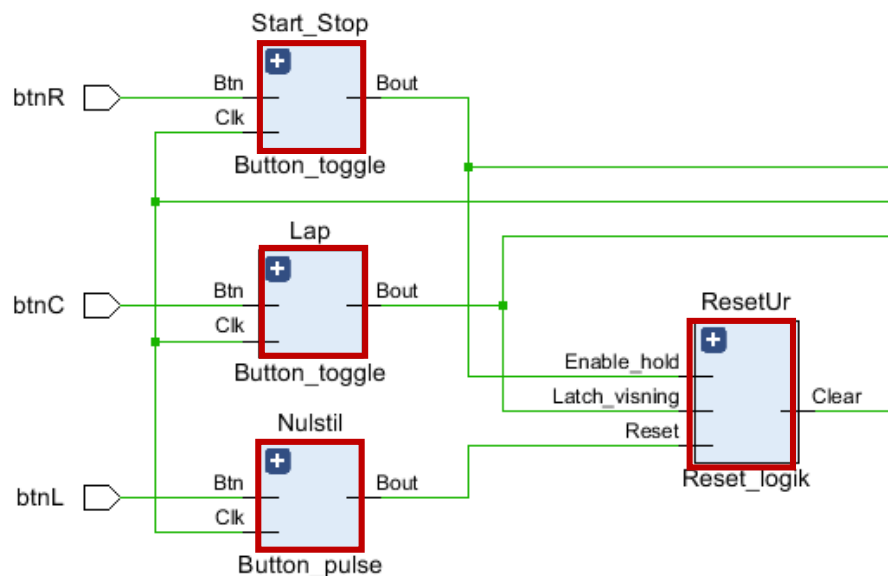 Start_Stop
btnR
Btn
Bout
Clk
Button_toggle
Lap
btnC
Btn
Bout
Clk
Button_toggle
ResetUr
Enable_hold
Latch_visning
Clear
Reset
Reset_logik
Nulstil
btnL
Btn
Bout
Clk
Button_pulse